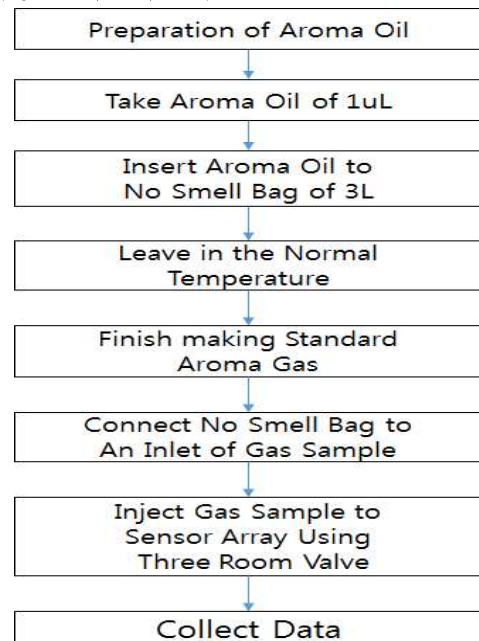 Preparation of Aroma Oil
Take Aroma Oil of 1uL
Insert Aroma Oil to
No Smell Bag of 3L
Leave in the Normal
Temperature
Finish making Standard
Aroma Gas
Connect No Smell Bag to
An Inlet of Gas Sample
Inject Gas Sample to
Sensor Array Using
Three Room Valve
Collect Data